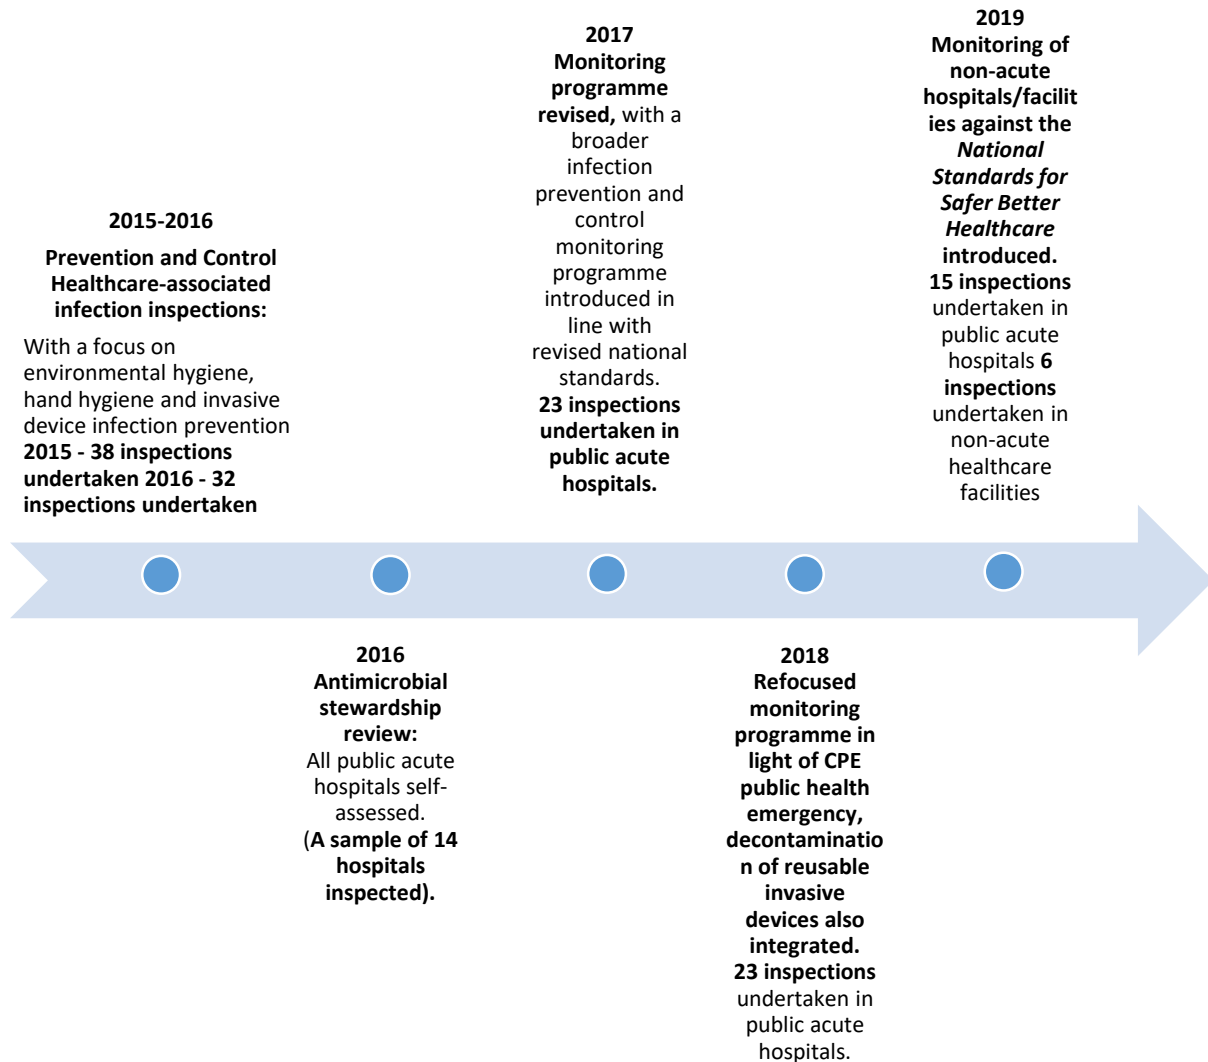 2015-2016
Prevention and Control
Healthcare-associated
infection inspections:
With a focus on
environmental hygiene,
hand hygiene and invasive
device infection prevention
2015 - 38 inspections
undertaken 2016 - 32
inspections undertaken
2016
Antimicrobial
stewardship
review:
All public acute
hospitals self-
assessed.
(A sample of 14
hospitals
inspected).
2017
Monitoring
programme
revised, with a
broader
infection
prevention and
control
monitoring
programme
introduced in
line with
revised national
standards.
23 inspections
undertaken in
public acute
hospitals.
2018
Refocused
monitoring
programme in
light of CPE
public health
emergency,
decontaminatio
n of reusable
invasive
devices also
integrated.
23 inspections
undertaken in
public acute
hospitals.
2019
Monitoring of
non-acute
hospitals/facilit
ies against the
National
Standards for
Safer Better
Healthcare
introduced.
15 inspections
undertaken in
public acute
hospitals 6
inspections
undertaken in
non-acute
healthcare
facilities